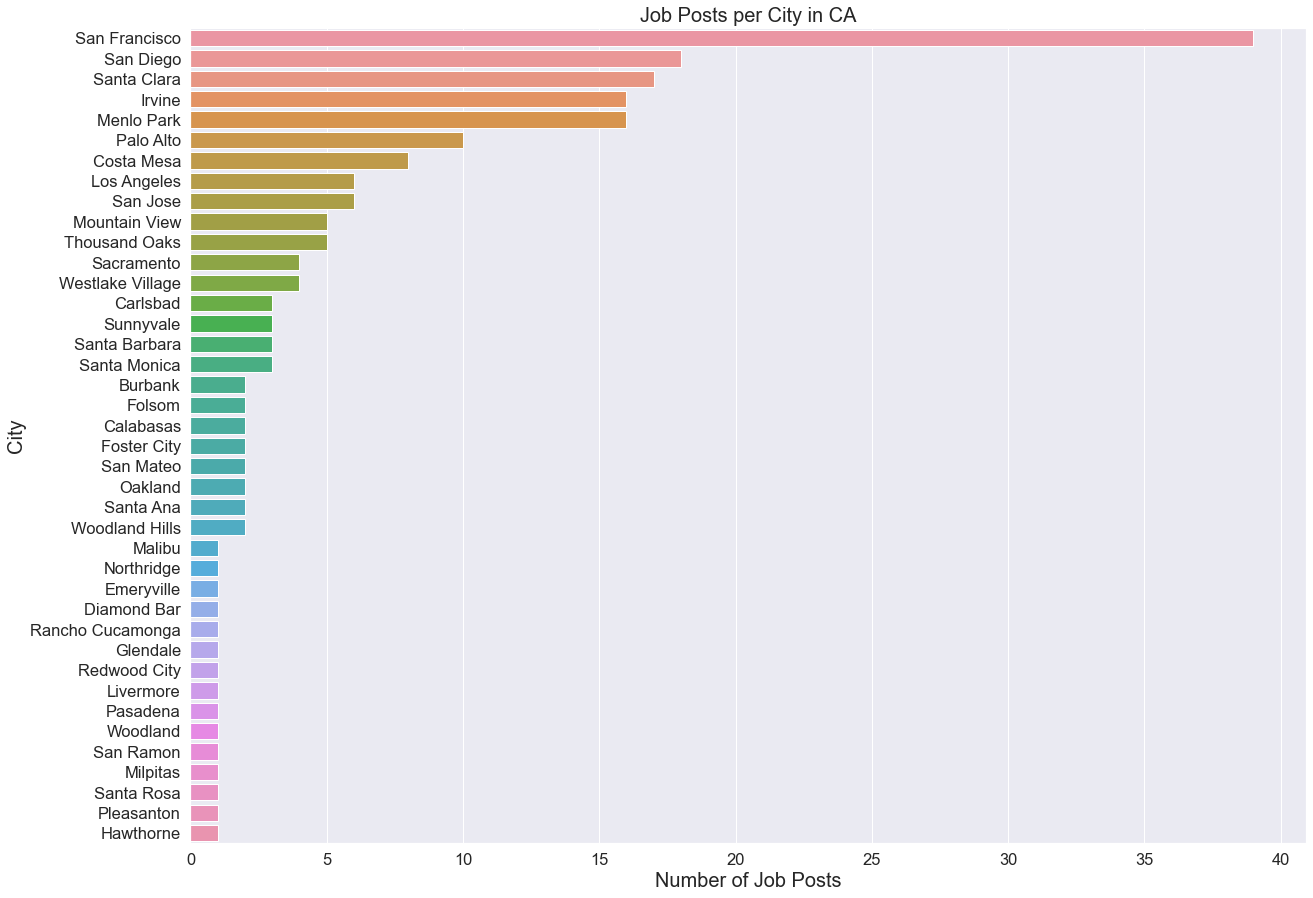 Job Posts per City in CA
San Francisco
San Diego
Santa Clara
Irvine
Menlo Park
Palo Alto
Costa Mesa
Los Angeles
San Jose
Mountain View
Thousand Oaks
Sacramento
Westlake Village
Carlsbad
Sunnyvale
Santa Barbara
Santa Monica
Burbank
Folsom
Calabasas
Foster City
San Mateo
Oakland
Santa Ana
Woodland Hills
Malibu
Northridge
Emeryville
Diamond Bar
Rancho Cucamonga
Glendale
Redwood City
Livermore
Pasadena
Woodland
San Ramon
Milpitas
Santa Rosa
Pleasanton
Hawthorne
City
0 5 10 15 20 25 30 35 40
Number of Job Posts